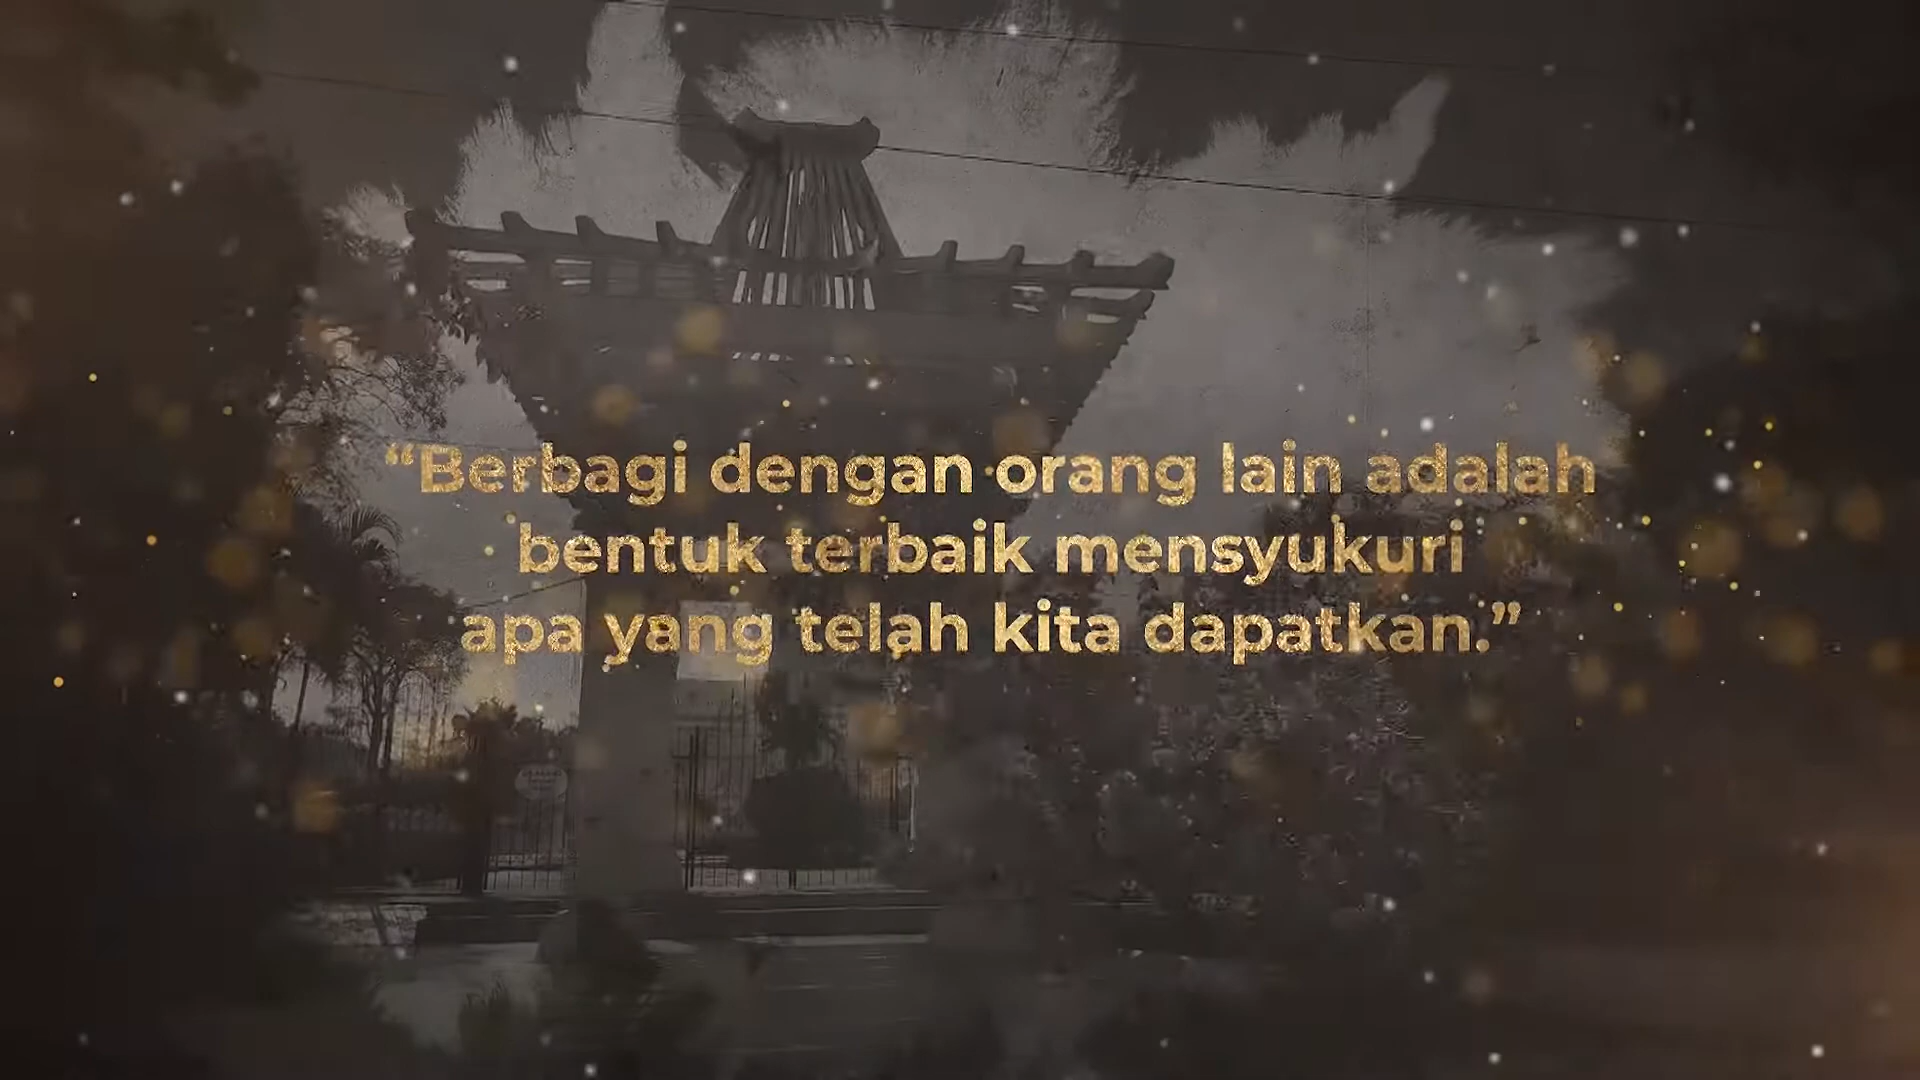 “Berbagi dengan orang lain adalah
bentuk terbaik mensyukuri
apa yang telah kita dapatkan.”